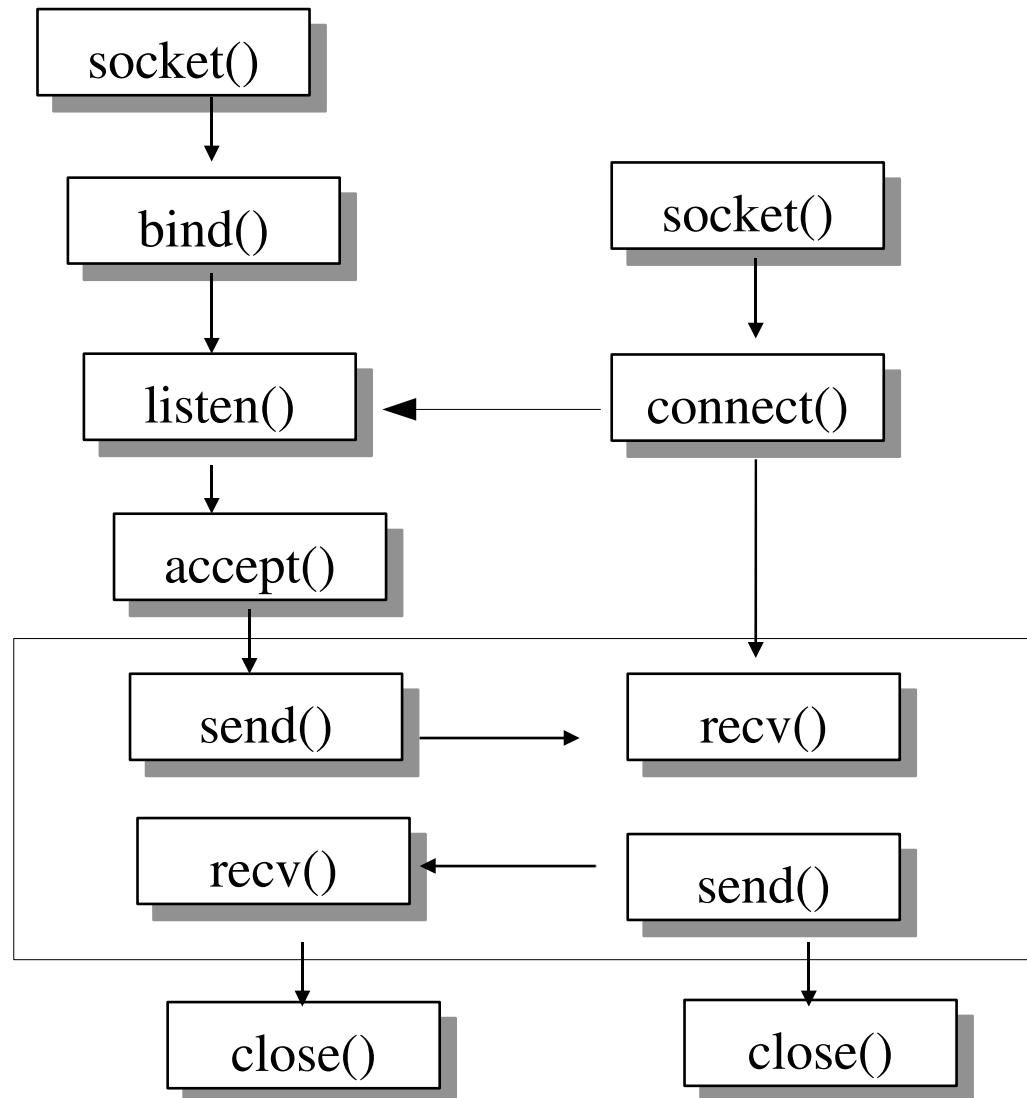 socket()
bind()
socket()
listen()
connect()
accept()
send()
recv()
recv()
send()
close()
close()